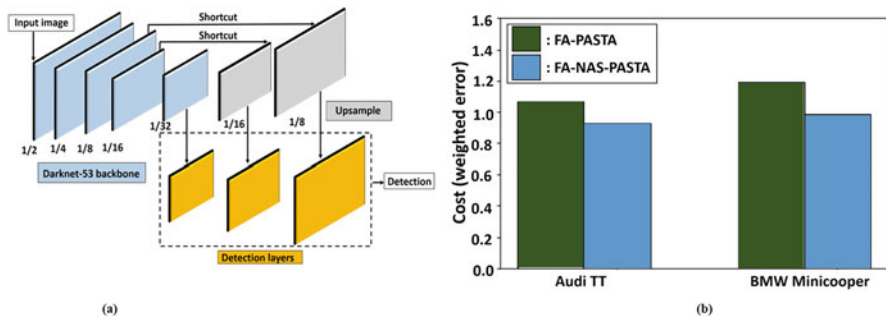 Input image
Shortcut
Shortcut
1/2
1/4
1/8
1/16
1/32
1/16
1/8
Upsample
Darknet-53 backbone
Detection
Detection layers
(a)
Cost (weighted error)
1.6
1.4
1.2
1.0
0.8
0.6
0.4
0.2
0.0
: FA-PASTA
: FA-NAS-PASTA
Audi TT
BMW Minicooper
(b)